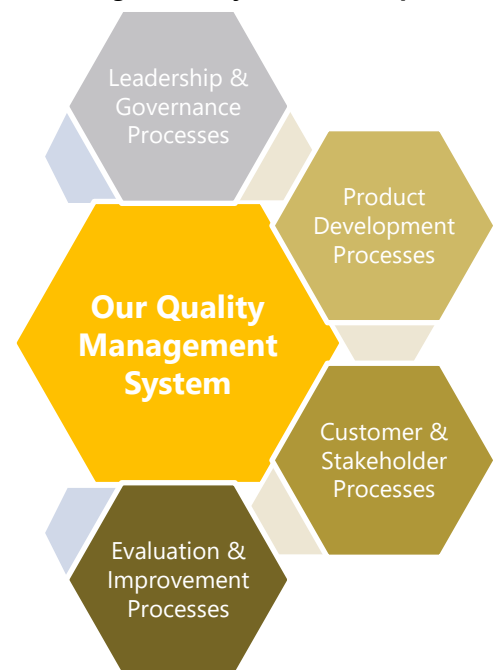 Leadership &
Governance
Processes
Product
Development
Processes
Our Quality
Management
System
Customer &
Stakeholder
Processes
Evaluation &
Improvement
Processes